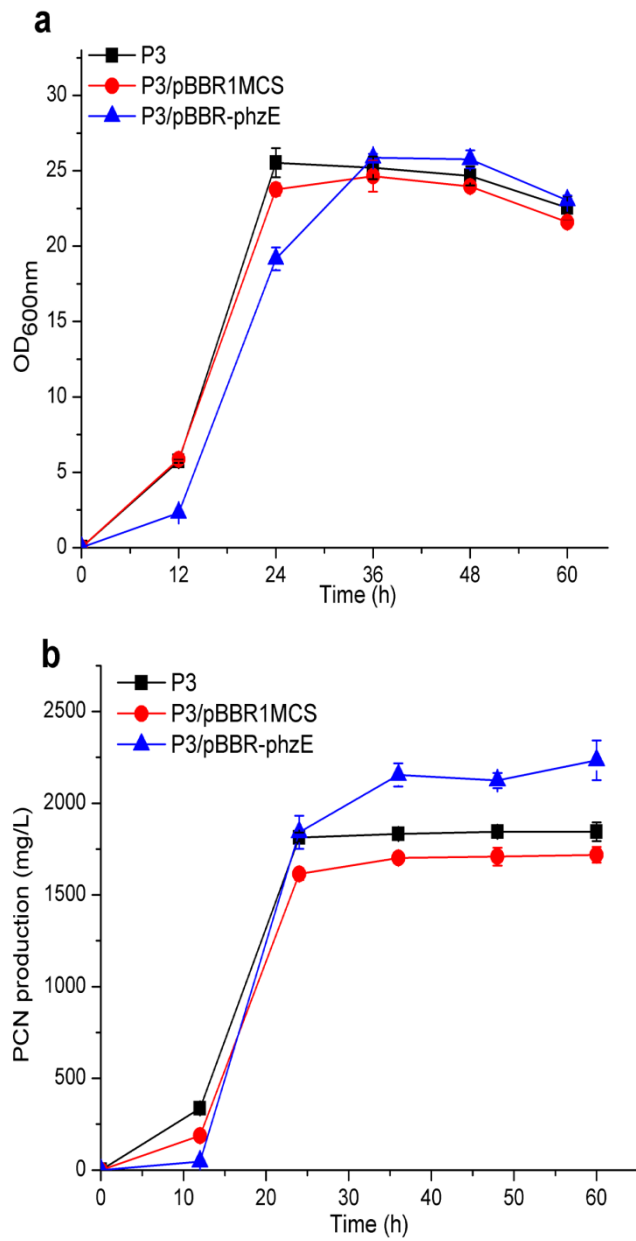 a
P3
P3/pBBR1MCS
P3/pBBR-phzE
30
25
20
15
10
5
0
OD600nm
0 12 24 36 48 60
Time (h)
b
P3
P3/pBBR1MCS
P3/pBBR-phzE
2500
2000
1500
1000
500
0
PCN production (mg/L)
0 10 20 30 40 50 60
Time (h)